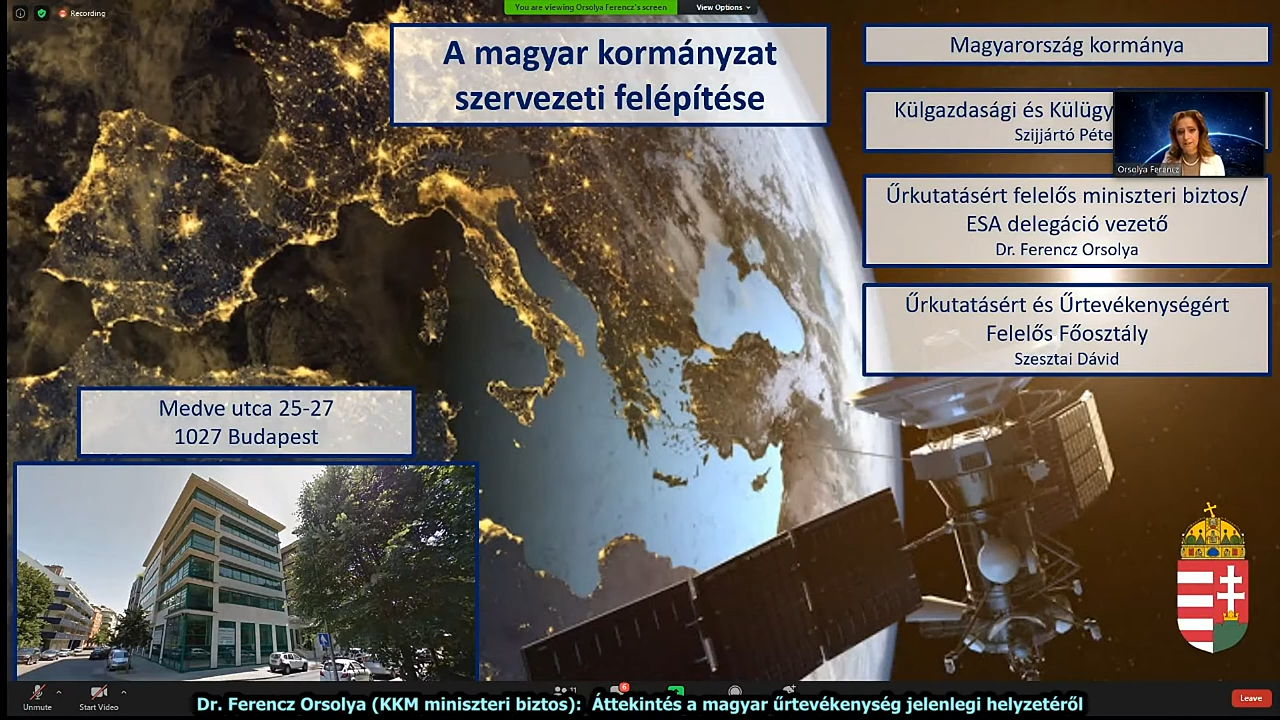 Recording
You are viewing Orsolya Ferencz's screen
View Options
A magyar kormányzat
szervezeti felépítése
Magyarország kormánya
Külgazdasági és Külügy
Szijjártó Péte
Orsolya Ferencz
Űrkutatásért felelős miniszteri biztos/
ESA delegáció vezető
Dr. Ferencz Orsolya
Űrkutatásért és Űrtevékenységért
Felelős Főosztály
Szesztai Dávid
Medve utca 25-27
1027 Budapest
11
6
Unmute
Start Video
Leave
Dr. Ferencz Orsolya (KKM miniszteri biztos): Áttekintés a magyar űrtevékenység jelenlegi helyzetéről